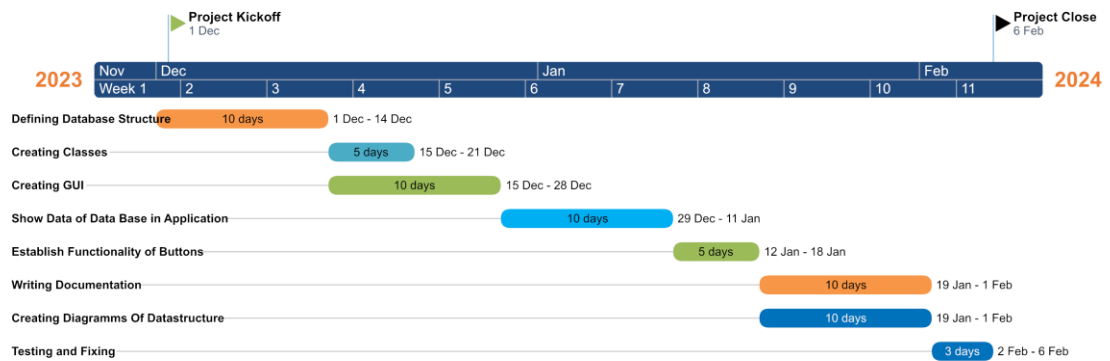 Project Kickoff
1 Dec
Project Close
6 Feb
2023
Nov Dec Jan Feb
Week 1 2 3 4 5 6 7 8 9 10 11
2024
Defining Database Structure 10 days 1 Dec - 14 Dec
Creating Classes 5 days 15 Dec - 21 Dec
Creating GUI 10 days 15 Dec - 28 Dec
Show Data of Data Base in Application 10 days 29 Dec - 11 Jan
Establish Functionality of Buttons 5 days 12 Jan - 18 Jan
Writing Documentation 10 days 19 Jan - 1 Feb
Creating Diagramms Of Datastructure 10 days 19 Jan - 1 Feb
Testing and Fixing 3 days 2 Feb - 6 Feb